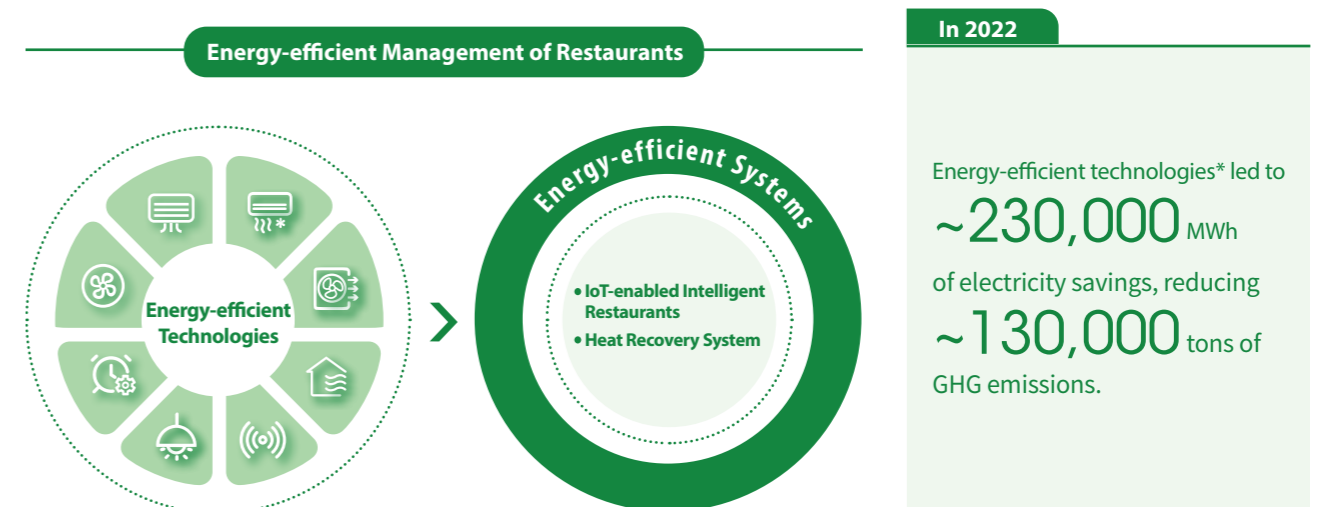 Energy-efficient Management of Restaurants
Energy-efficient
Technologies
Energy-efficient Systems
• IoT-enabled Intelligent
Restaurants
• Heat Recovery System
In 2022
Energy-efficient technologies* led to
~230,000 MWh
of electricity savings, reducing
~130,000 tons of
GHG emissions.